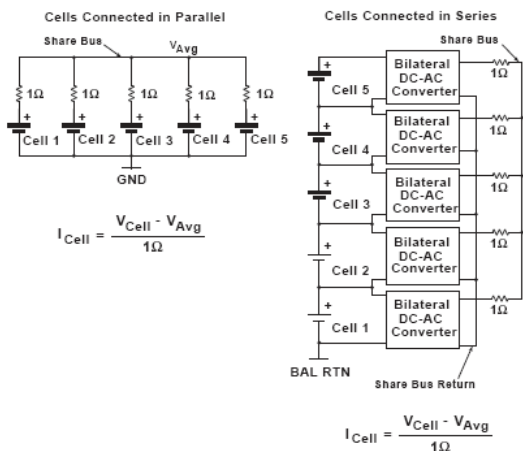 Cells Connected in Parallel
Share Bus
VAvg
1Ω 1Ω 1Ω 1Ω 1Ω
+ + + + +
Cell 1 Cell 2 Cell 3 Cell 4 Cell 5
GND
I Cell = VCell - VAvg
1Ω
Cells Connected in Series
Share Bus
+
Cell 5
Bilateral
DC-AC
Converter
1Ω
+
Cell 4
Bilateral
DC-AC
Converter
1Ω
+
Cell 3
Bilateral
DC-AC
Converter
1Ω
+
Cell 2
Bilateral
DC-AC
Converter
1Ω
+
Cell 1
Bilateral
DC-AC
Converter
1Ω
BAL RTN
Share Bus Return
I Cell = VCell - VAvg
1Ω